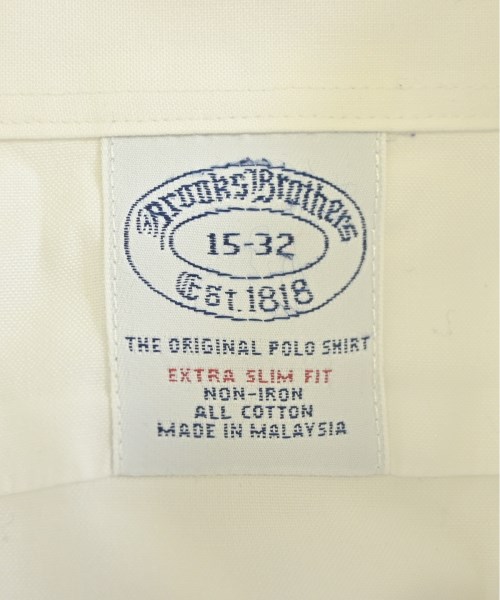 Brooks Brothers
15-32
Est. 1818
THE ORIGINAL POLO SHIRT
EXTRA SLIM FIT
NON-IRON
ALL COTTON
MADE IN MALAYSIA